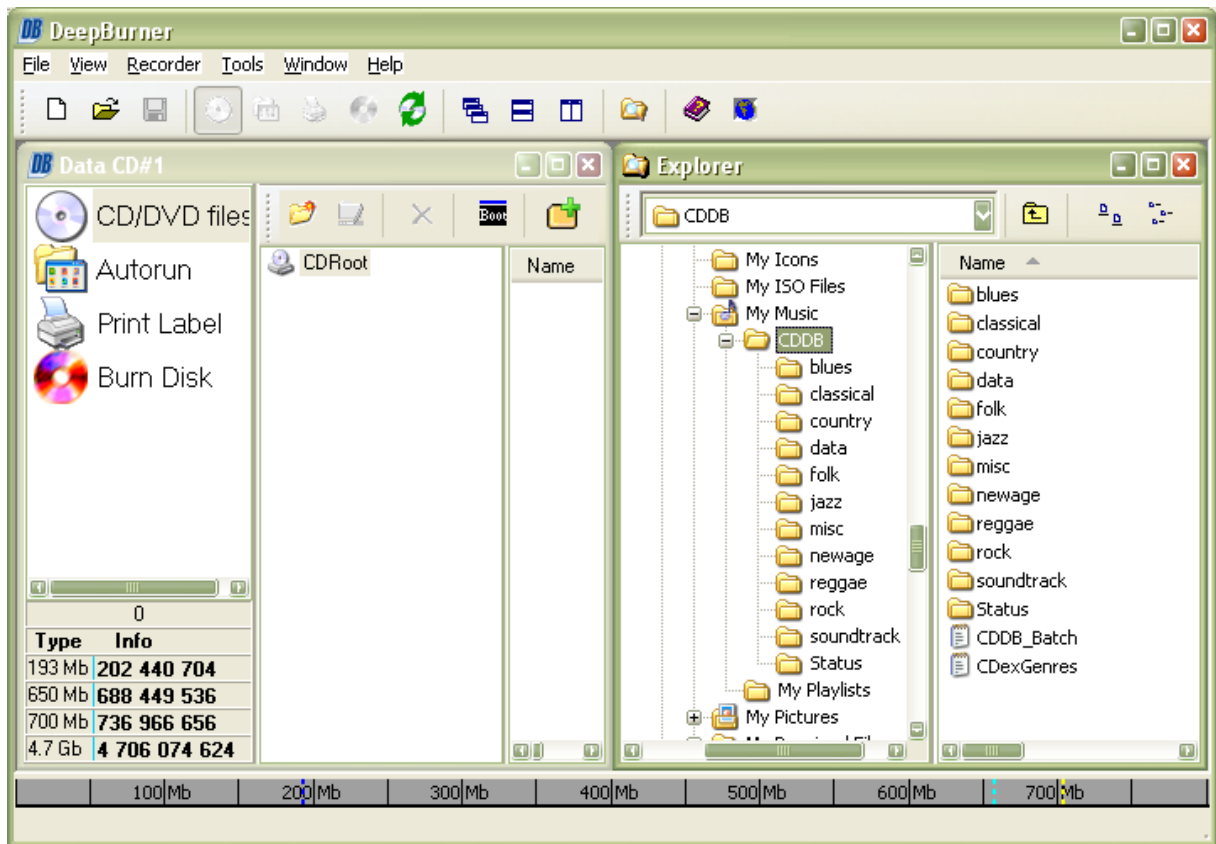 DB DeepBurner
File View Recorder Tools Window Help
DB Data CD#1
CD/DVD files
Autorun
Print Label
Burn Disk
0
Type Info
193 Mb 202 440 704
650 Mb 688 449 536
700 Mb 736 966 656
4.7 Gb 4 706 074 624
Boot
CDRoot
Name
Explorer
CDDB
My Icons
My ISO Files
My Music
CDDB
blues
classical
country
data
folk
jazz
misc
newage
reggae
rock
soundtrack
Status
My Playlists
My Pictures
Name
blues
classical
country
data
folk
jazz
misc
newage
reggae
rock
soundtrack
Status
CDDB_Batch
CDexGenres
100 Mb 200 Mb 300 Mb 400 Mb 500 Mb 600 Mb 700 Mb